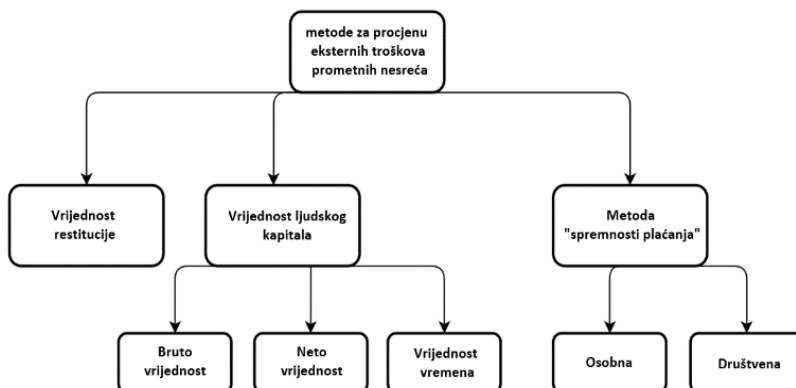 metode za procjenu
eksternih troškova
prometnih nesreća
Vrijednost
restitucije
Vrijednost ljudskog
kapitala
Metoda
"spremnosti plaćanja"
Bruto
vrijednost
Neto
vrijednost
Vrijednost
vremena
Osobna
Društvena